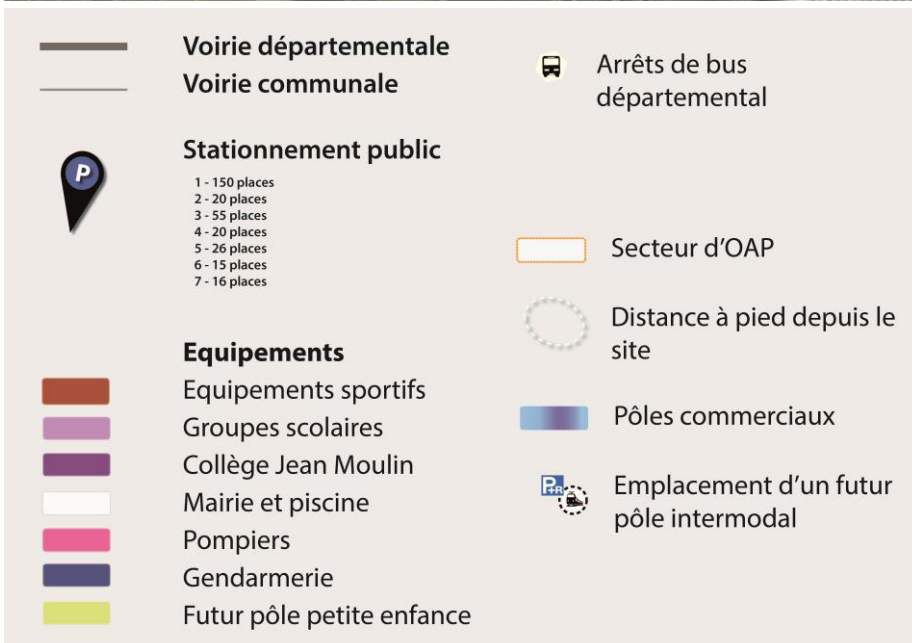 Voirie départementale
Voirie communale
P
Stationnement public
1 - 150 places
2 - 20 places
3 - 55 places
4 - 20 places
5 - 26 places
6 - 15 places
7 - 16 places
Equipements
Equipements sportifs
Groupes scolaires
Collège Jean Moulin
Mairie et piscine
Pompiers
Gendarmerie
Futur pôle petite enfance
Arrêts de bus
départemental
Secteur d'OAP
Distance à pied depuis le
site
Pôles commerciaux
P+R
Emplacement d'un futur
pôle intermodal